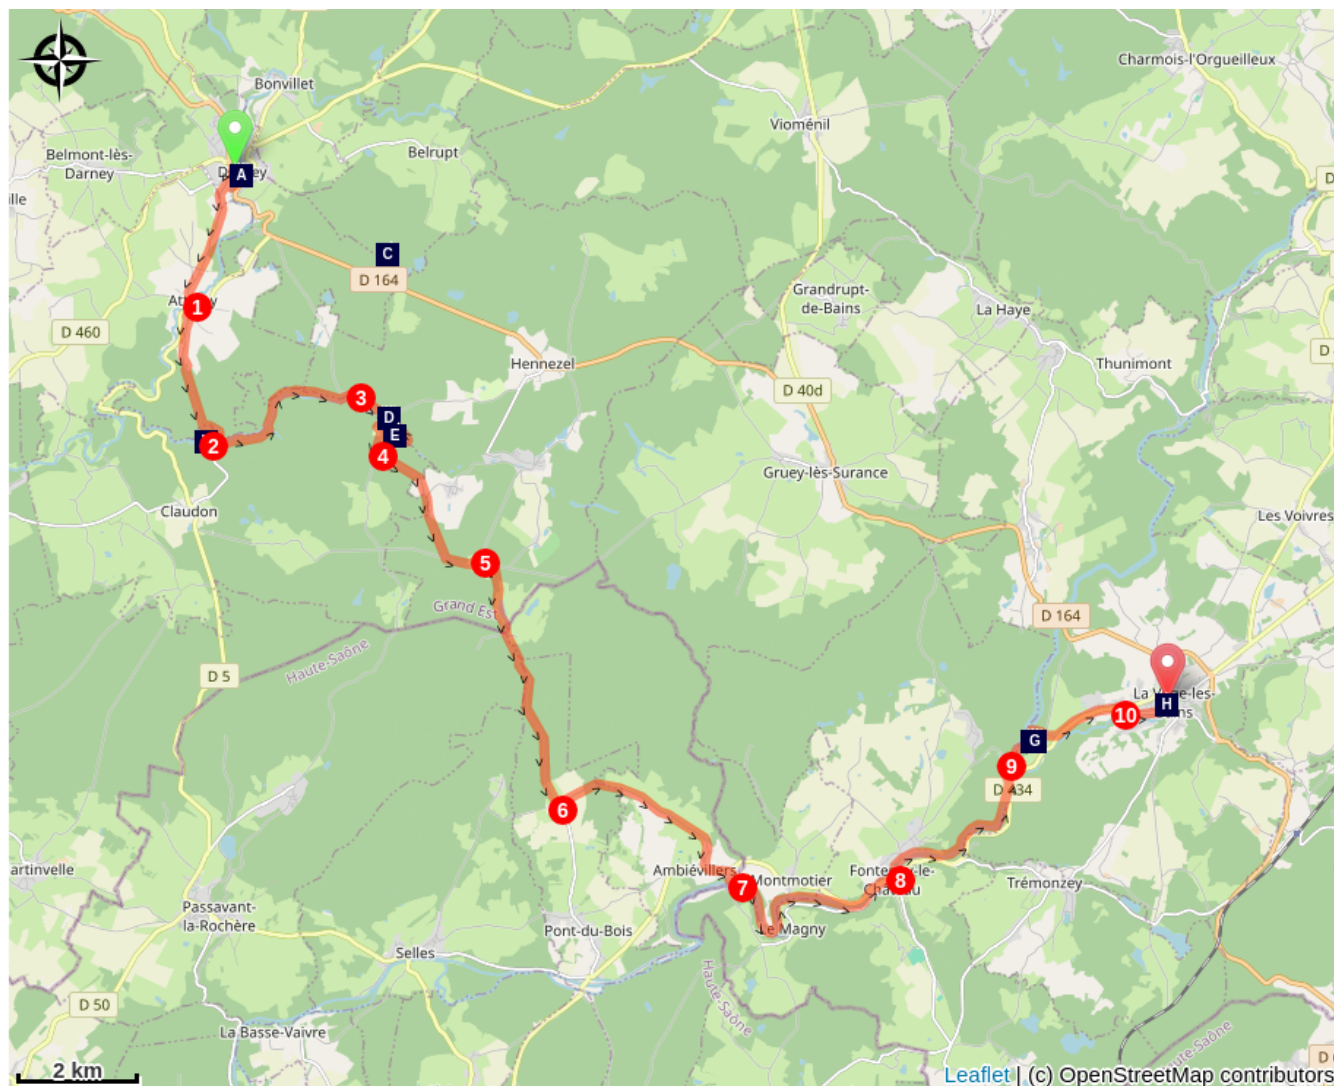 Charmois-l'Orgueilleux
Bonvillet
Vioménil
Belmont-lès-
Darney
Belrupt
A
C
D 164
1
D 460
Grandrupt-
de-Bains
La Haye
Hennezel
Thunimont
D 40d
3
D
E
2
4
Gruey-lès-Surance
Claudon
Les Voivres
5
Grand Est
D 164
Haute-Saône
D 5
H
10
G
9
6
artinvelle
Ambiévillers
7
Montmotier
8
Trémonzey
Passavant-
la-Rochère
Pont-du-Bois
Le Magny
Selles
Haute-Saône
D 50
La Basse-Vaivre
2 km
Leaflet | (c) OpenStreetMap contributors